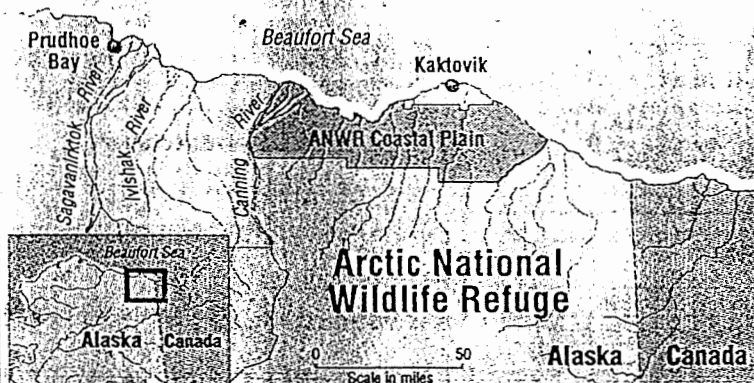 Prudhoe
Bay
Beaufort Sea
Kaktovik
Sagavanirktok River
Ivishak River
Canning River
ANWR Coastal Plain
Arctic National
Wildlife Refuge
Beaufort Sea
Alaska
Canada
0 50
Scale in miles
Alaska
Canada